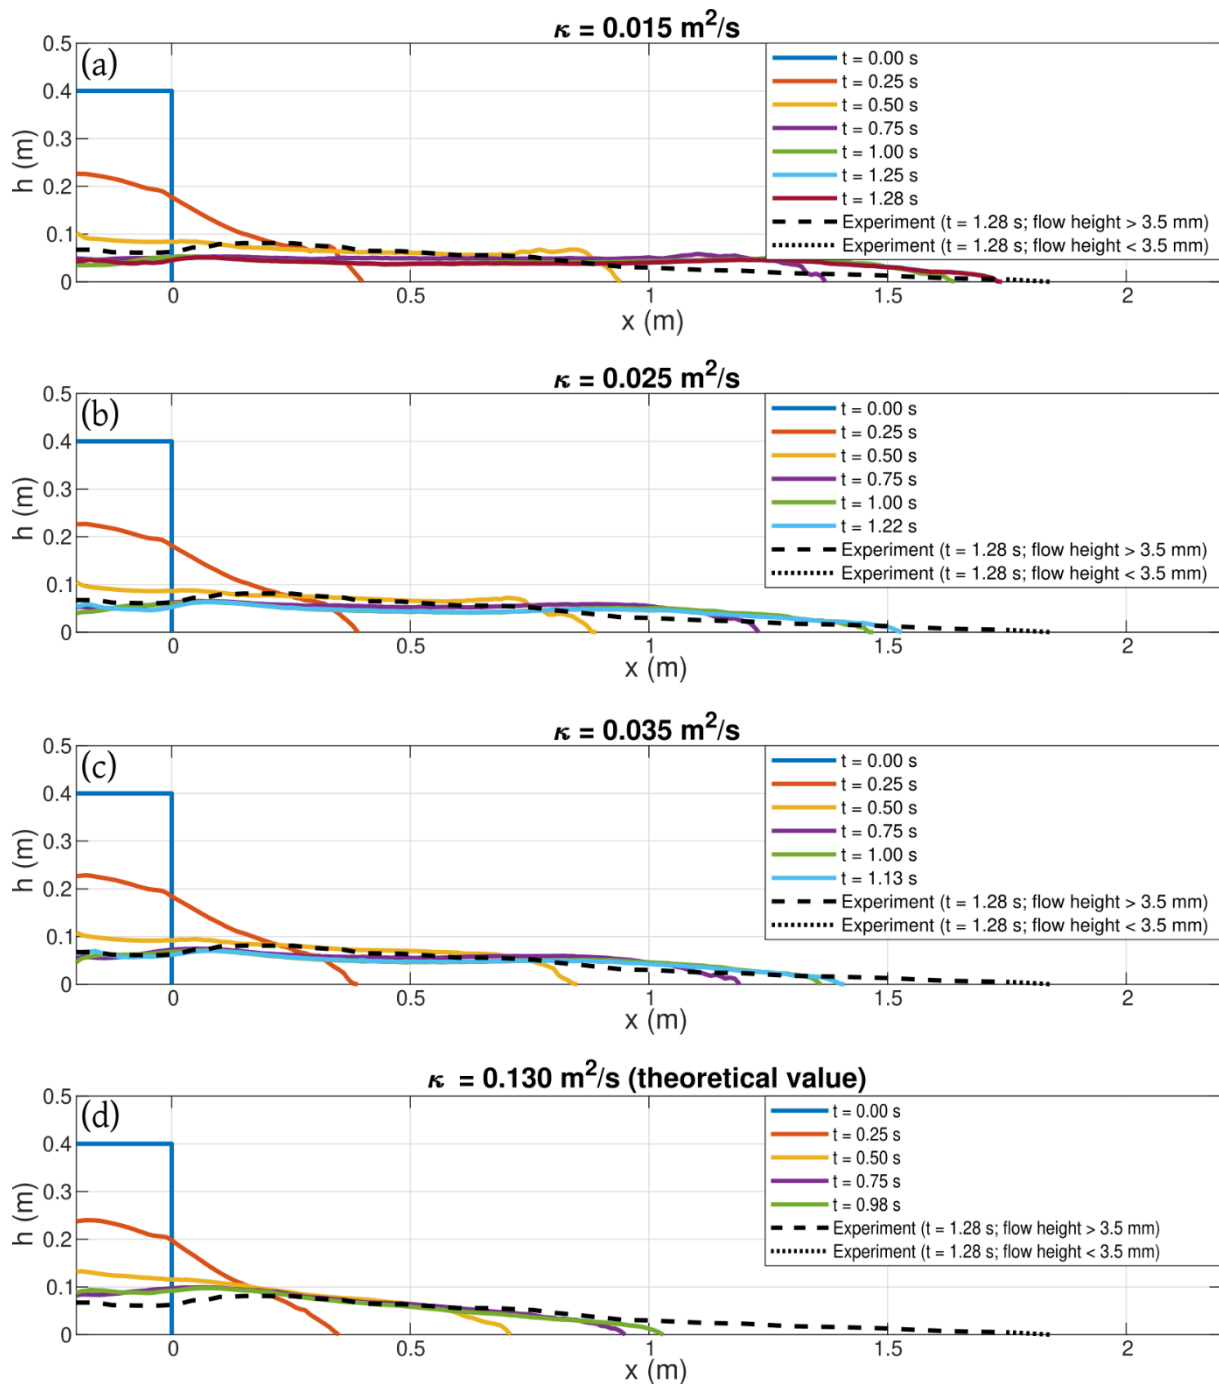 κ = 0.015 m²/s
(a)
0.5
0.4
0.3
0.2
0.1
0
h (m)
t = 0.00 s
t = 0.25 s
t = 0.50 s
t = 0.75 s
t = 1.00 s
t = 1.25 s
t = 1.28 s
Experiment (t = 1.28 s; flow height > 3.5 mm)
Experiment (t = 1.28 s; flow height < 3.5 mm)
0 0.5 1 1.5 2
x (m)
κ = 0.025 m²/s
(b)
0.5
0.4
0.3
0.2
0.1
0
h (m)
t = 0.00 s
t = 0.25 s
t = 0.50 s
t = 0.75 s
t = 1.00 s
t = 1.22 s
Experiment (t = 1.28 s; flow height > 3.5 mm)
Experiment (t = 1.28 s; flow height < 3.5 mm)
0 0.5 1 1.5 2
x (m)
κ = 0.035 m²/s
(c)
0.5
0.4
0.3
0.2
0.1
0
h (m)
t = 0.00 s
t = 0.25 s
t = 0.50 s
t = 0.75 s
t = 1.00 s
t = 1.13 s
Experiment (t = 1.28 s; flow height > 3.5 mm)
Experiment (t = 1.28 s; flow height < 3.5 mm)
0 0.5 1 1.5 2
x (m)
κ = 0.130 m²/s (theoretical value)
(d)
0.5
0.4
0.3
0.2
0.1
0
h (m)
t = 0.00 s
t = 0.25 s
t = 0.50 s
t = 0.75 s
t = 0.98 s
Experiment (t = 1.28 s; flow height > 3.5 mm)
Experiment (t = 1.28 s; flow height < 3.5 mm)
0 0.5 1 1.5 2
x (m)